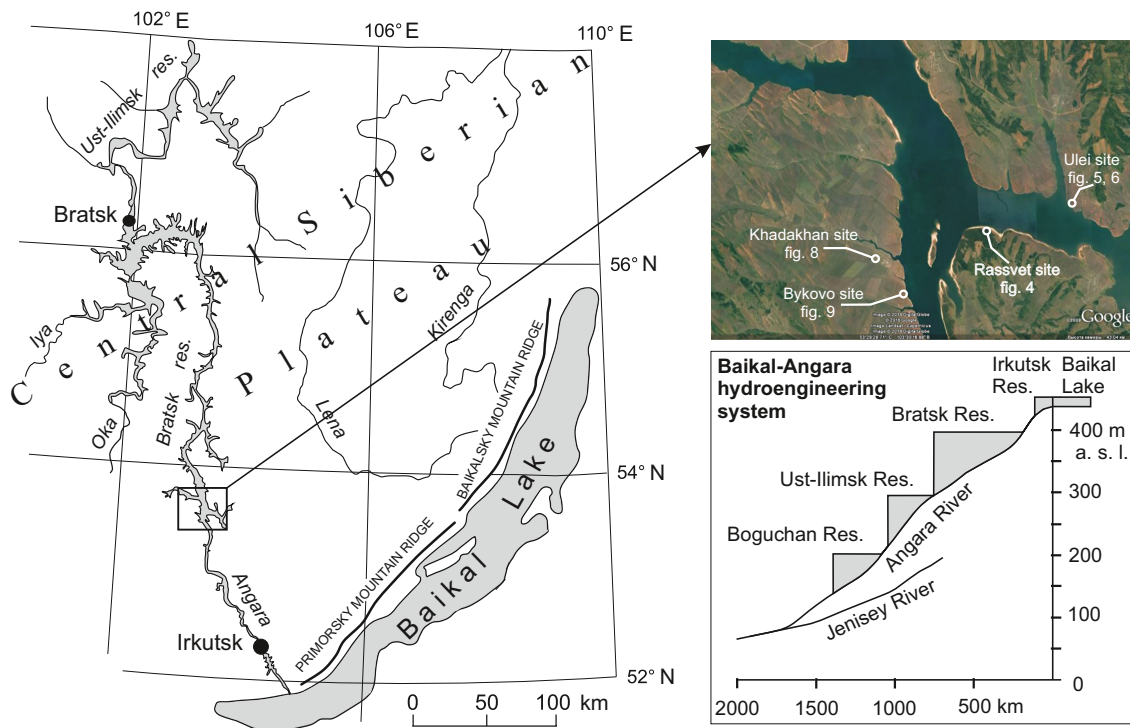 102° E
106° E
110° E
Ust-Ilimsk res.
Central Siberian
Plateau
Bratsk
56° N
Kirenga
Iya
Oka
Bratsk res.
Lena
54° N
BAIKALSKY MOUNTAIN RIDGE
PRIMORSKY MOUNTAIN RIDGE
Baikal Lake
Angara
Irkutsk
52° N
0 50 100 km
Ulei site
fig. 5, 6
Khadakhan site
fig. 8
Rassvet site
fig. 4
Bykovo site
fig. 9
Google
Baikal-Angara
hydroengineering
system
Irkutsk
Res.
Baikal
Lake
Bratsk Res.
400 m
a. s. l.
Ust-Ilimsk Res.
300
Angara River
Boguchan Res.
200
Jenisey River
100
0
2000 1500 1000 500 km